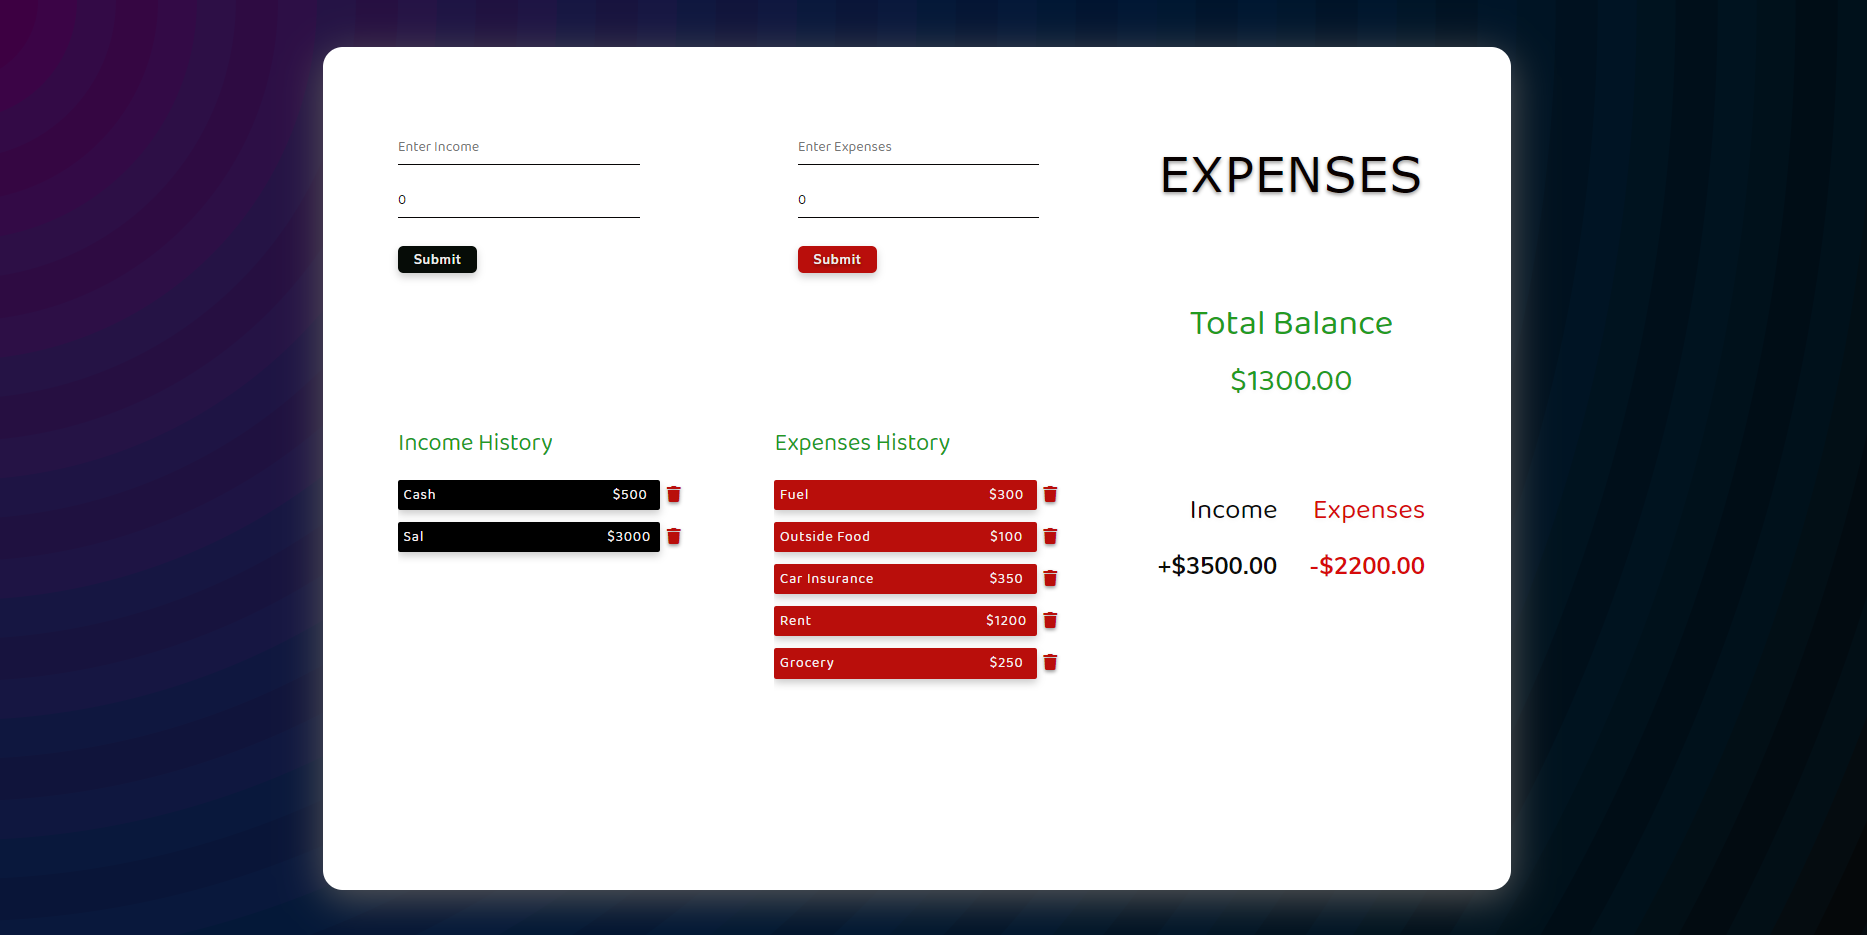 Enter Income
0
Submit
Enter Expenses
0
Submit
EXPENSES
Total Balance
$1300.00
Income History
Cash $500
Sal $3000
Expenses History
Fuel $300
Outside Food $100
Car Insurance $350
Rent $1200
Grocery $250
Income Expenses
+$3500.00 -$2200.00